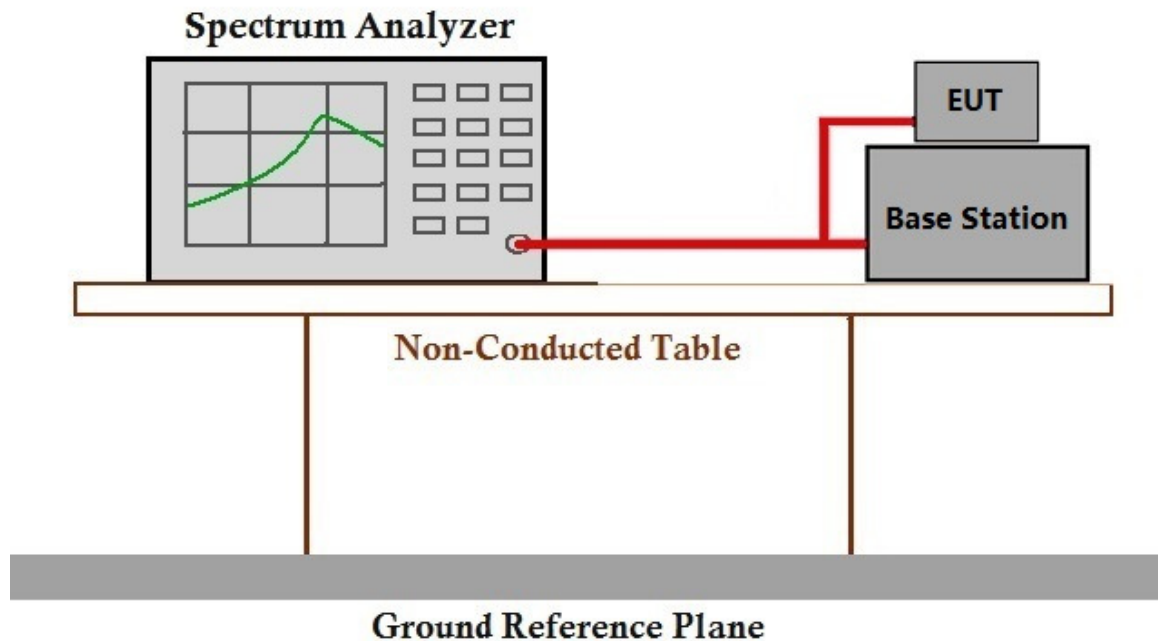 Spectrum Analyzer
EUT
Base Station
Non-Conducted Table
Ground Reference Plane